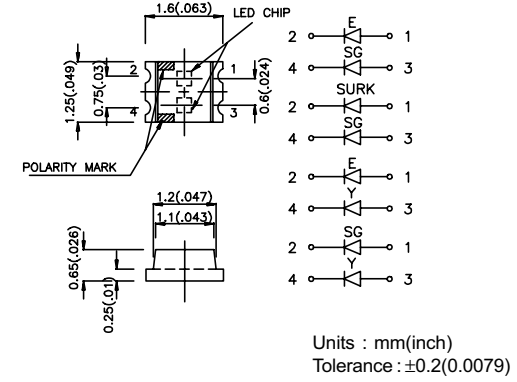 1.6(.063)
LED CHIP
1.25(.049)
0.75(.03)
2
1
4
3
0.6(.024)
POLARITY MARK
1.2(.047)
1.1(.043)
0.65(.026)
0.25(.01)
E
2 1
SG
4 3
SURK
2 1
SG
4 3
E
2 1
Y
4 3
SG
2 1
Y
4 3
Units : mm(inch)
Tolerance : ±0.2(0.0079)